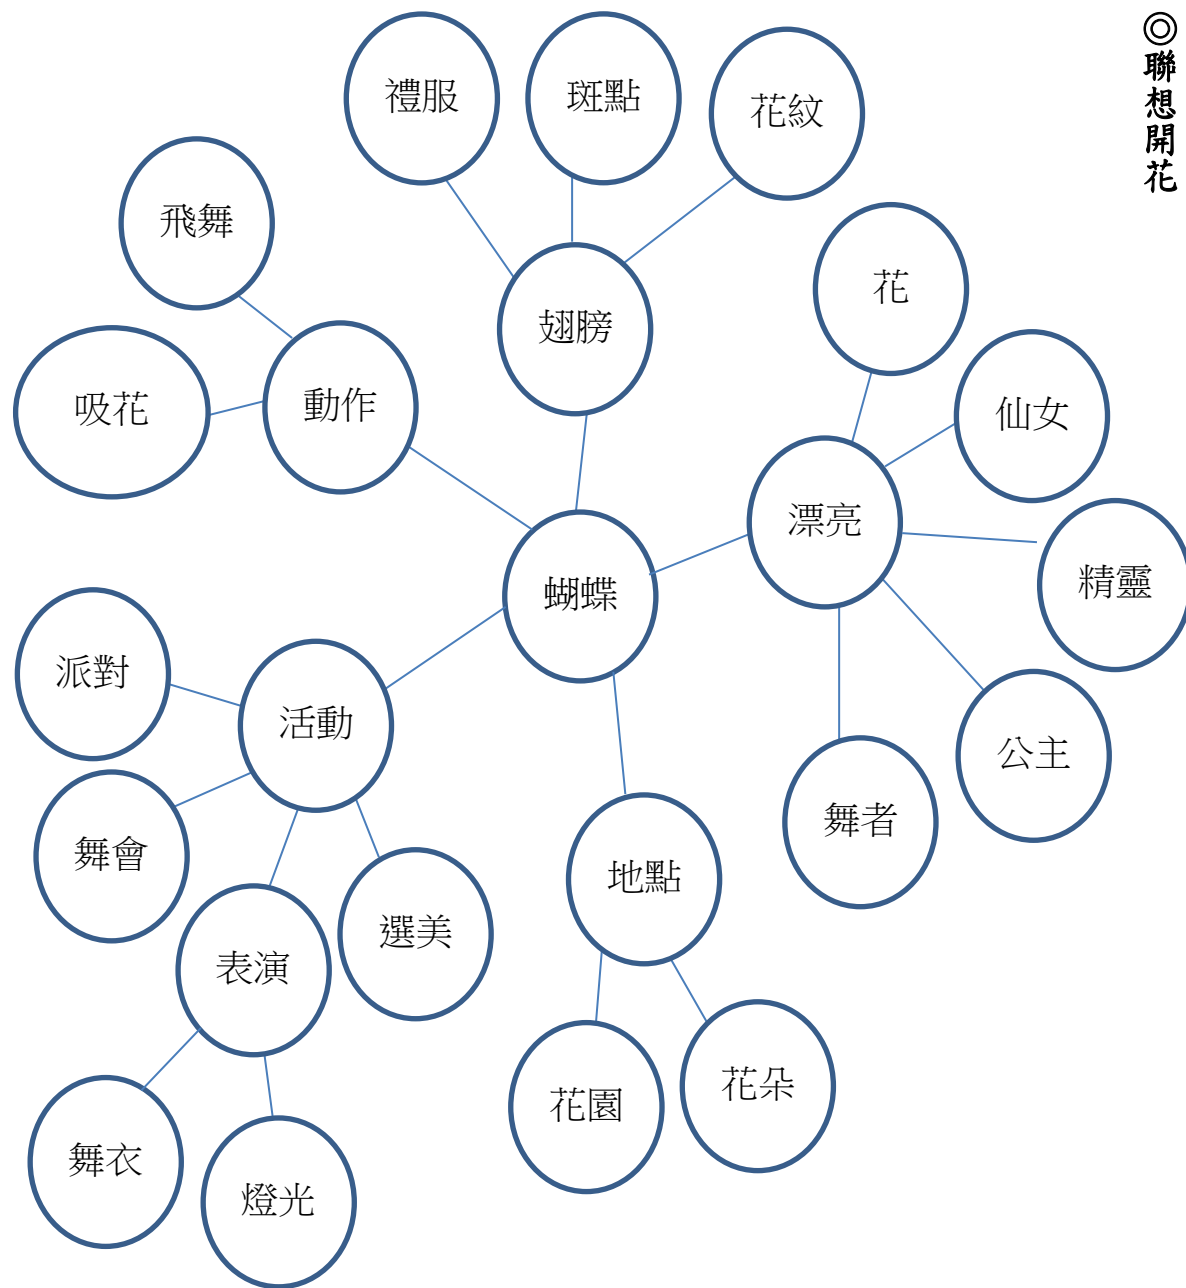 ◎聯想開花
禮服
斑點
花紋
飛舞
花
翅膀
吸花
動作
仙女
漂亮
精靈
蝴蝶
派對
活動
公主
舞者
舞會
地點
選美
表演
花園
花朵
舞衣
燈光